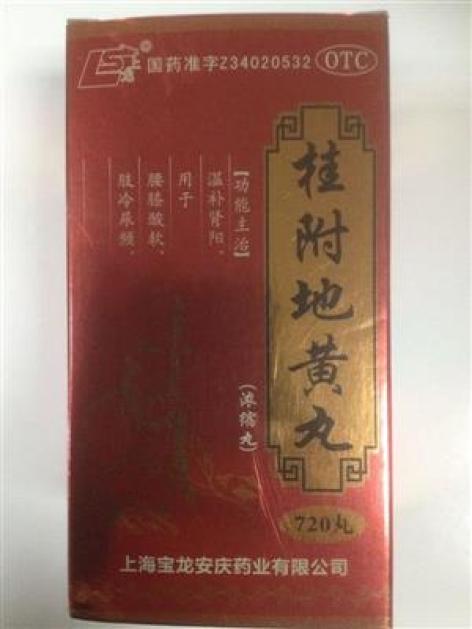 上龙
国药准字Z34020532
OTC
桂附地黄丸
(浓缩丸)
720丸
【功能主治】
温补肾阳。
用于
腰膝酸软、
肢冷尿频。
上海宝龙安庆药业有限公司